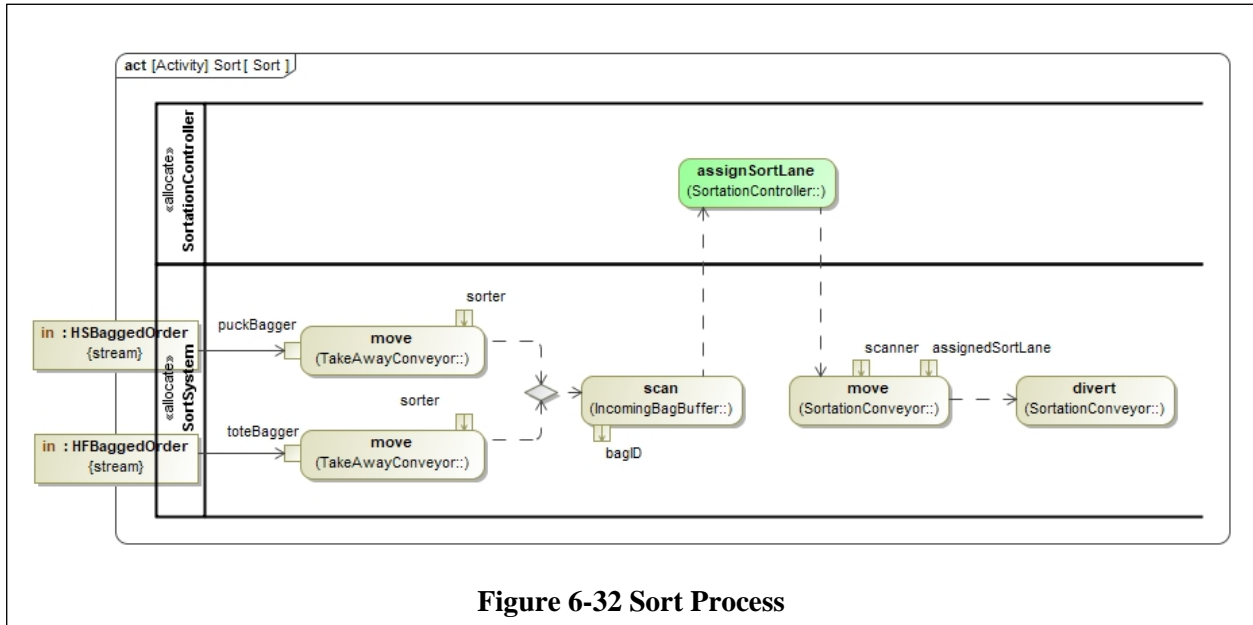 act [Activity] Sort [ Sort ]
«allocate»
SortationController
assignSortLane
(SortationController::)
«allocate»
SortSystem
in : HSBaggedOrder
{stream}
puckBagger
sorter
move
(TakeAwayConveyor::)
in : HFBaggedOrder
{stream}
toteBagger
sorter
move
(TakeAwayConveyor::)
scan
(IncomingBagBuffer::)
bagID
scanner
assignedSortLane
move
(SortationConveyor::)
divert
(SortationConveyor::)
Figure 6-32 Sort Process